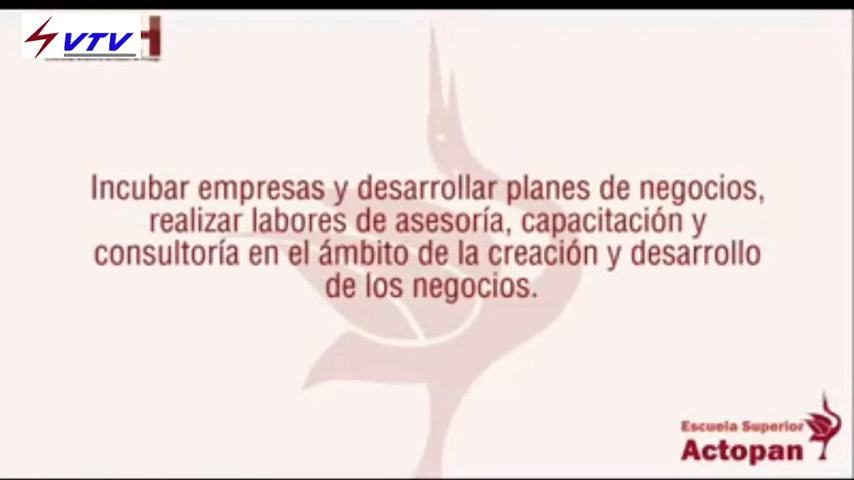 VTV
Incubar empresas y desarrollar planes de negocios,
realizar labores de asesoría, capacitación y
consultoría en el ámbito de la creación y desarrollo
de los negocios.
Escuela Superior
Actopan